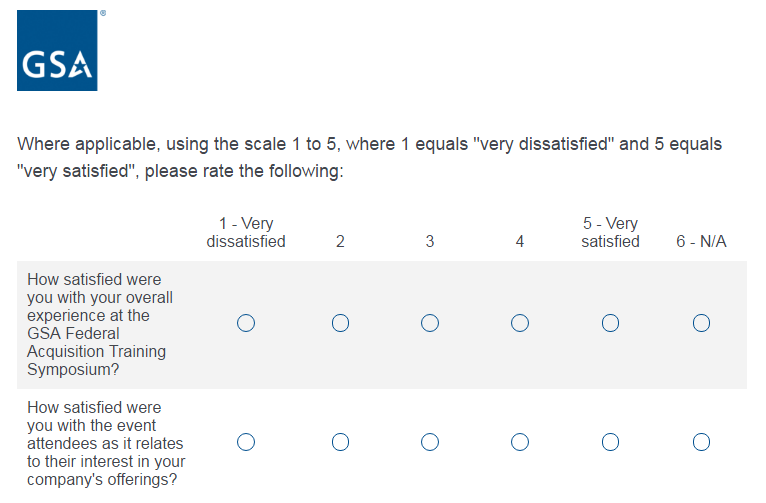 GSA
®
Where applicable, using the scale 1 to 5, where 1 equals "very dissatisfied" and 5 equals
"very satisfied", please rate the following:
1 - Very
dissatisfied
2
3
4
5 - Very
satisfied
6 - N/A
How satisfied were
you with your overall
experience at the
GSA Federal
Acquisition Training
Symposium?
How satisfied were
you with the event
attendees as it relates
to their interest in your
company's offerings?